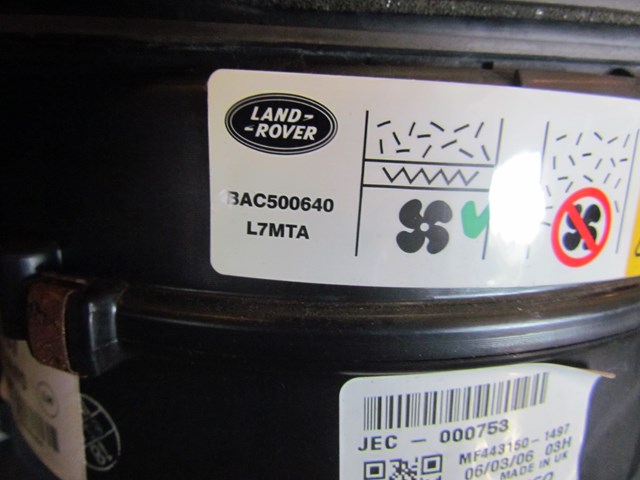 LAND-
-ROVER
BAC500640
L7MTA
JEC - 000753
MF443150-1497
06/03/06 03H
MADE IN UK